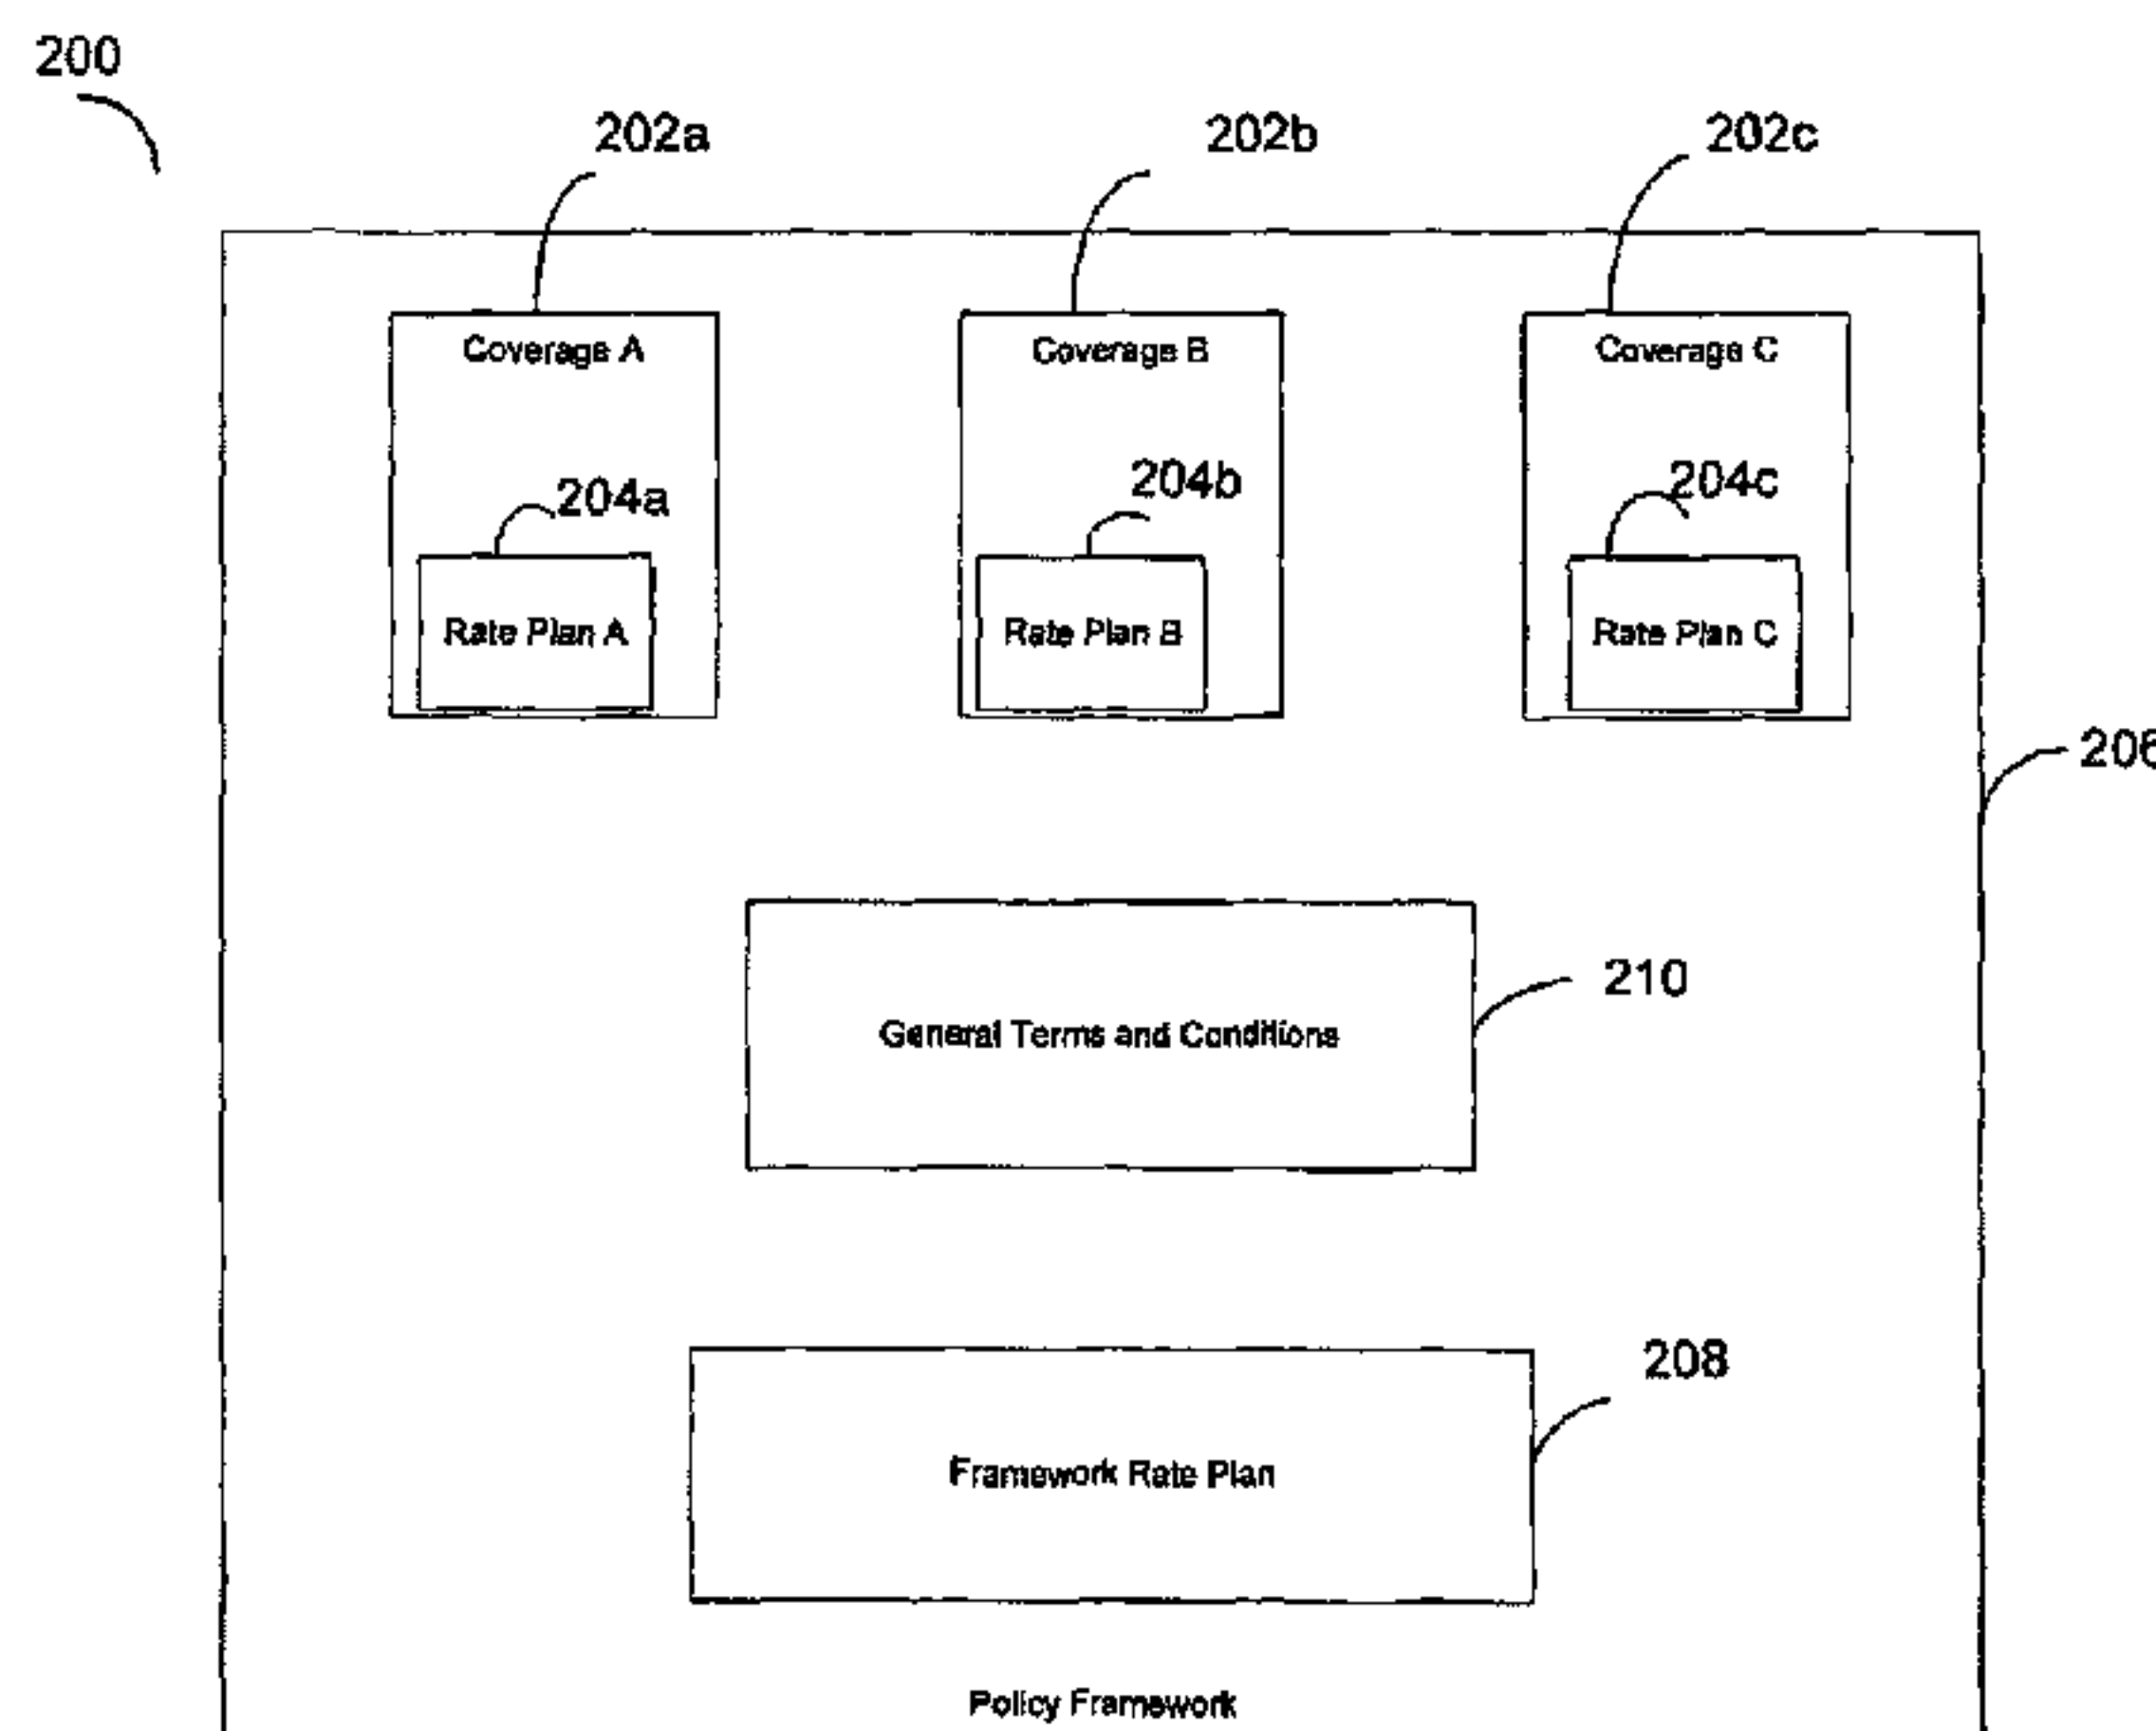 200
202a 202b 202c
Coverage A Coverage B Coverage C
204a 204b 204c
Rate Plan A Rate Plan B Rate Plan C
206
General Terms and Conditions
210
208
Framework Rate Plan
Policy Framework